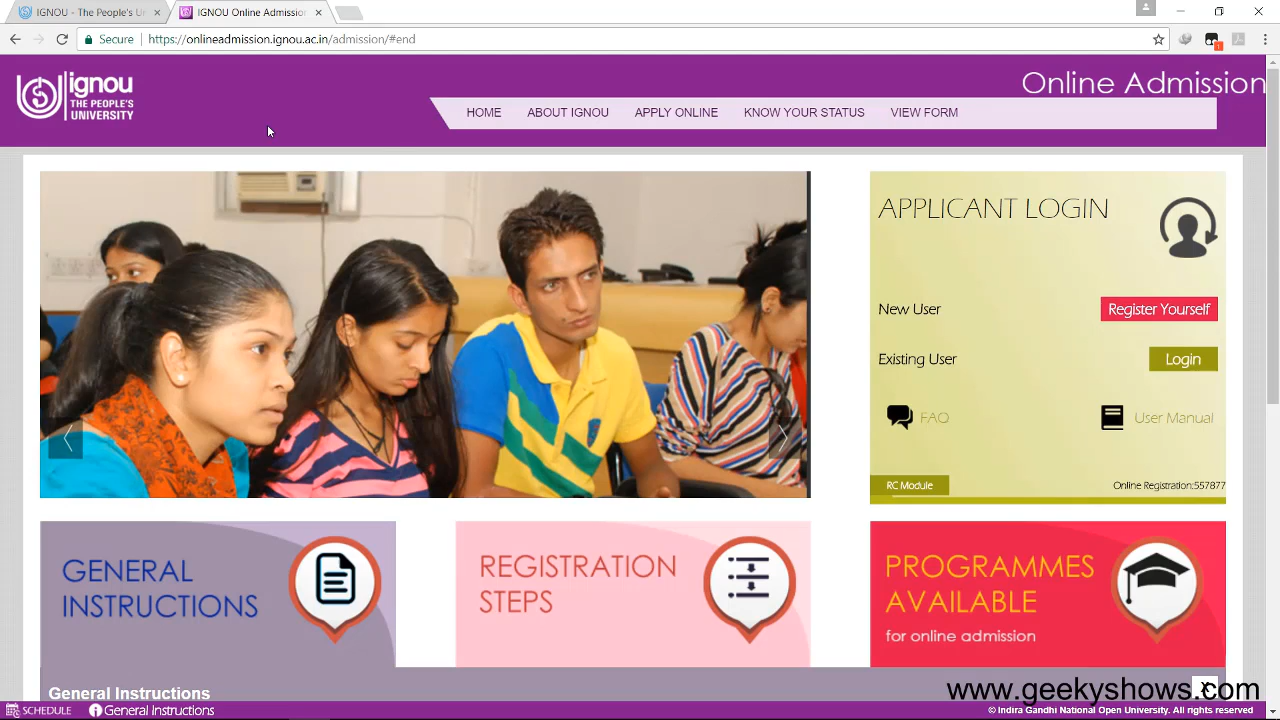 IGNOU - The People's Un
IGNOU Online Admission
Secure https://onlineadmission.ignou.ac.in/admission/#end
1
ignou
THE PEOPLE'S
UNIVERSITY
Online Admission
HOME ABOUT IGNOU APPLY ONLINE KNOW YOUR STATUS VIEW FORM
APPLICANT LOGIN
New User Register Yourself
Existing User Login
FAQ User Manual
RC Module Online Registration:557877
GENERAL
INSTRUCTIONS
REGISTRATION
STEPS
PROGRAMMES
AVAILABLE
for online admission
General Instructions
X
www.geekyshows.com
SCHEDULE General Instructions
© Indira Gandhi National Open University. All rights reserved